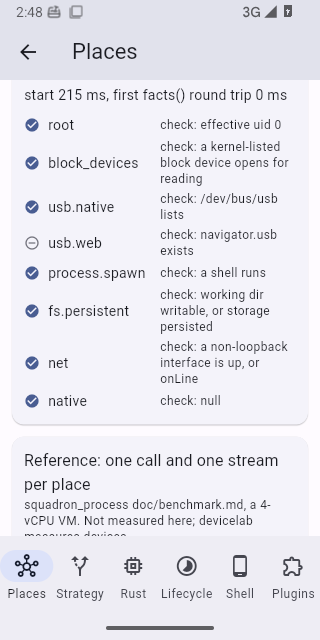 2:48
3G
Places
start 215 ms, first facts() round trip 0 ms
root
check: effective uid 0
block_devices
check: a kernel-listed
block device opens for
reading
usb.native
check: /dev/bus/usb
lists
usb.web
check: navigator.usb
exists
process.spawn
check: a shell runs
fs.persistent
check: working dir
writable, or storage
persisted
net
check: a non-loopback
interface is up, or
onLine
native
check: null
Reference: one call and one stream
per place
squadron_process doc/benchmark.md, a 4-
vCPU VM. Not measured here; devicelab
measures devices
Places
Strategy
Rust
Lifecycle
Shell
Plugins